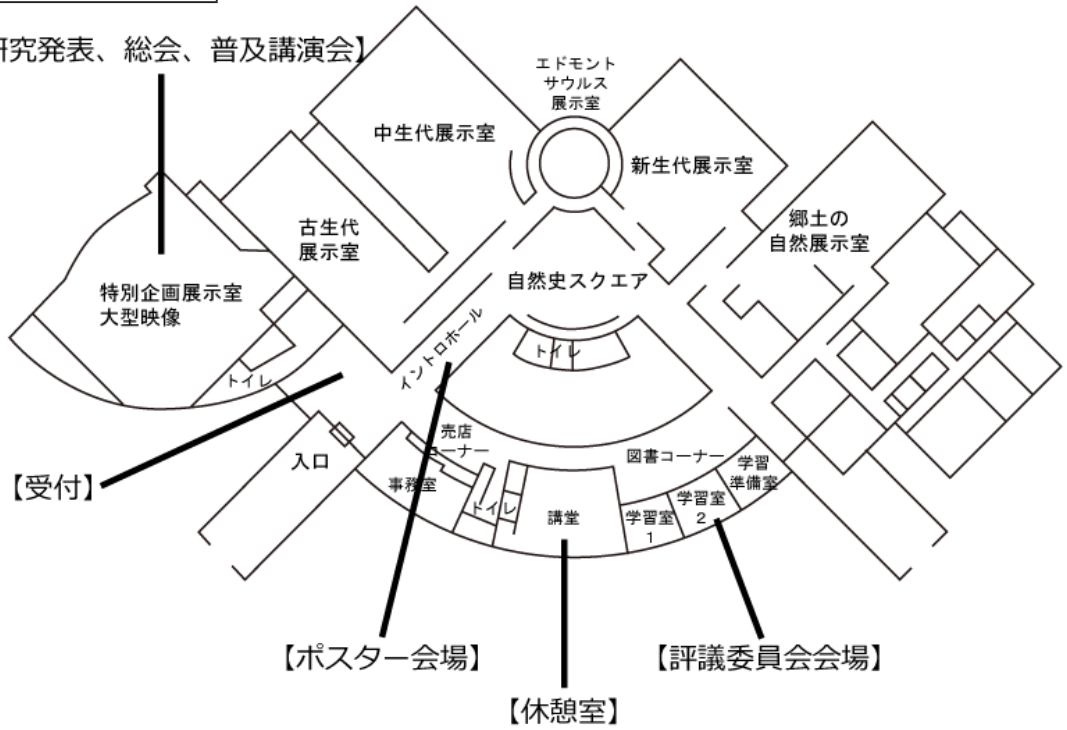 研究発表、総会、普及講演会】
エドモント
サウルス
展示室
中生代展示室
新生代展示室
古生代
展示室
郷土の
自然展示室
特別企画展示室
大型映像
自然史スクエア
トイレ
イントロホール
トイレ
売店
コーナー
図書コーナー
学習
準備室
入口
【受付】
事務室
トイレ
講堂
学習室
1
学習室
2
【ポスター会場】
【評議委員会会場】
【休憩室】